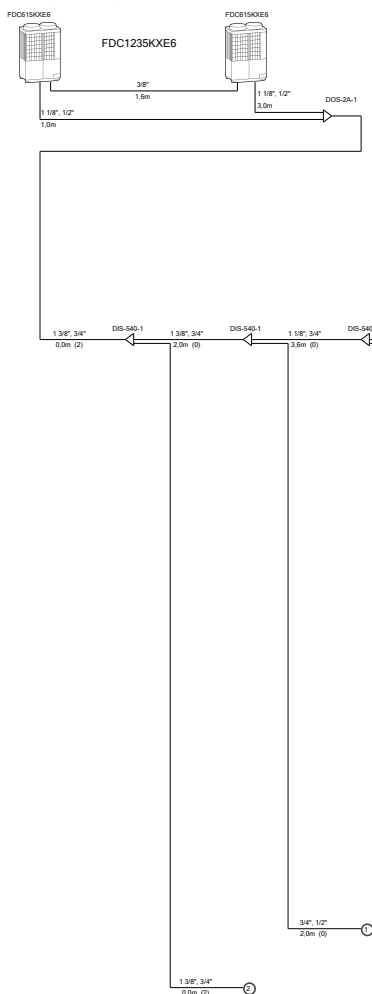 FDC615KXE6 FDC615KXE6
FDC1235KXE6
3/8"
1,6m
1 1/8", 1/2"
3,0m
DOS-2A-1
1 1/8", 1/2"
1,0m
1 3/8", 3/4"
0,0m (2)
DIS-540-1
1 3/8", 3/4"
2,0m (0)
DIS-540-1
1 1/8", 3/4"
3,6m (0)
DIS-540
3/4", 1/2"
2,0m (0)
1
1 3/8", 3/4"
0,0m (2)
2